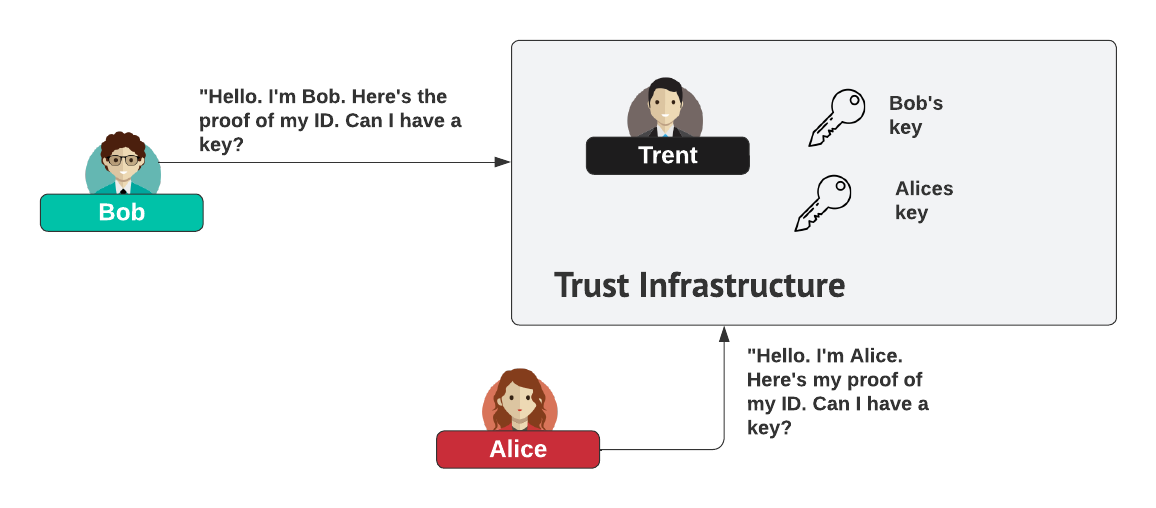 "Hello. I'm Bob. Here's the
proof of my ID. Can I have a
key?
Bob
Trent
Bob's
key
Alices
key
Trust Infrastructure
"Hello. I'm Alice.
Here's my proof of
my ID. Can I have a
key?
Alice